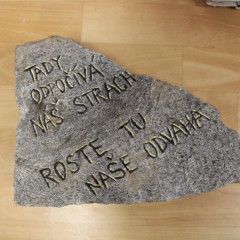 TADY
ODPOČÍVÁ
NÁŠ STRACH
ROSTE TU
NAŠE ODVAHA